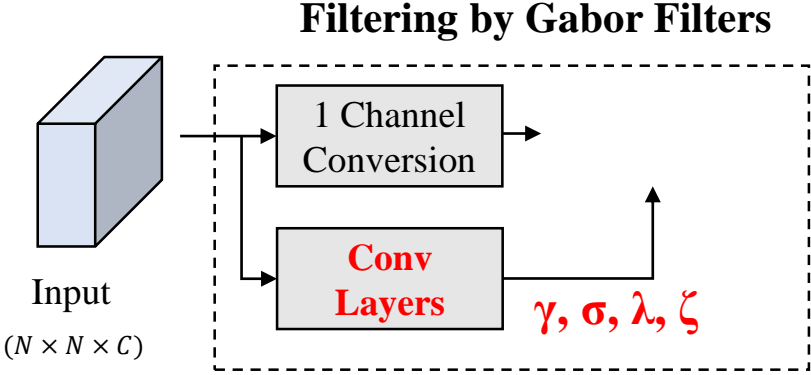 Filtering by Gabor Filters
1 Channel
Conversion
Conv
Layers
γ, σ, λ, ζ
Input
(𝑁 × 𝑁 × 𝐶)